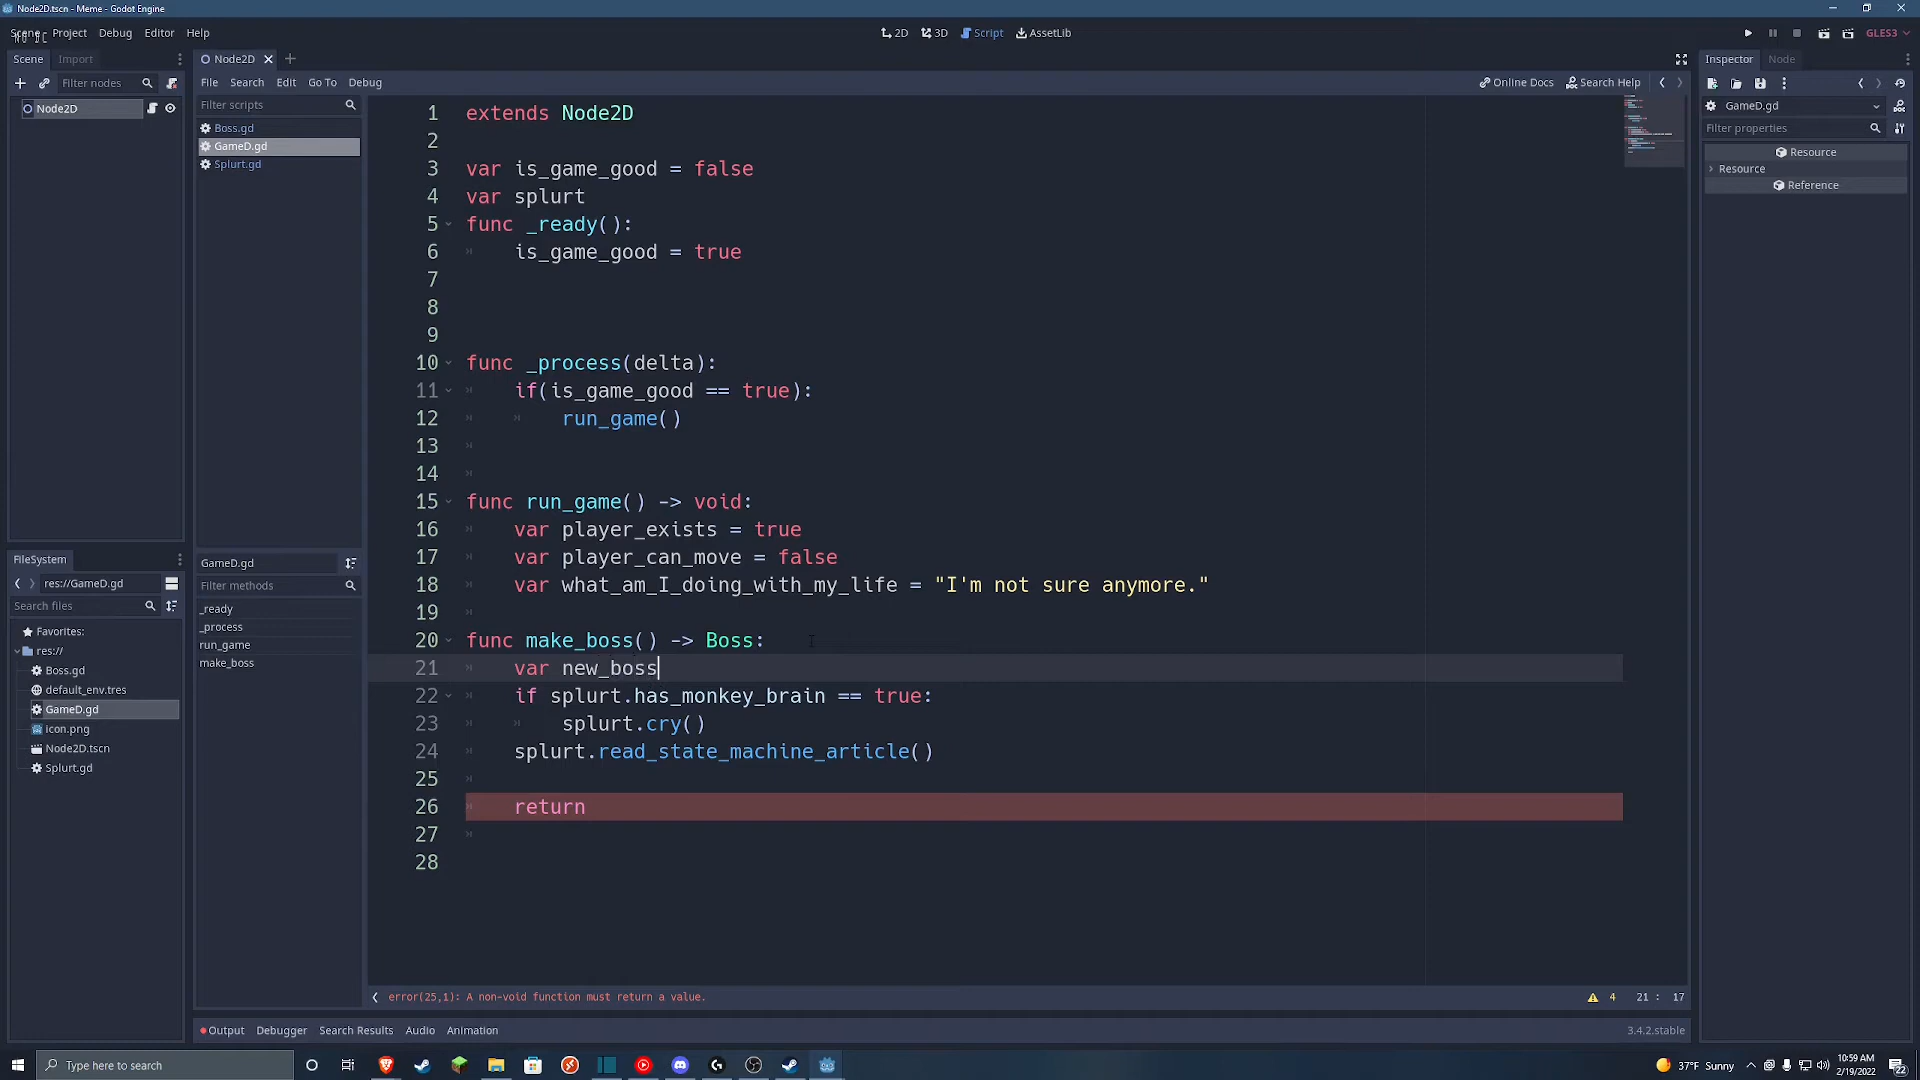 Node2D.tscn - Meme - Godot Engine
Scene Project Debug Editor Help
2D 3D Script AssetLib
GLES3
Scene Import
Filter nodes
Node2D
Node2D
File Search Edit Go To Debug
Online Docs Search Help
Filter scripts
Boss.gd
GameD.gd
Splurt.gd
GameD.gd
Filter methods
_ready
_process
run_game
make_boss
FileSystem
res://GameD.gd
Search files
Favorites:
res://
Boss.gd
default_env.tres
GameD.gd
icon.png
Node2D.tscn
Splurt.gd
1 extends Node2D
2
3 var is_game_good = false
4 var splurt
5 func _ready():
6 is_game_good = true
7
8
9
10 func _process(delta):
11 if(is_game_good == true):
12 run_game()
13
14
15 func run_game() -> void:
16 var player_exists = true
17 var player_can_move = false
18 var what_am_I_doing_with_my_life = "I'm not sure anymore."
19
20 func make_boss() -> Boss:
21 var new_boss
22 if splurt.has_monkey_brain == true:
23 splurt.cry()
24 splurt.read_state_machine_article()
25
26 return
27
28
error(25,1): A non-void function must return a value.
4 21 : 17
Output Debugger Search Results Audio Animation
3.4.2.stable
Inspector Node
GameD.gd
Filter properties
Resource
Resource
Reference
Type here to search
37°F Sunny
10:59 AM
2/19/2022
22